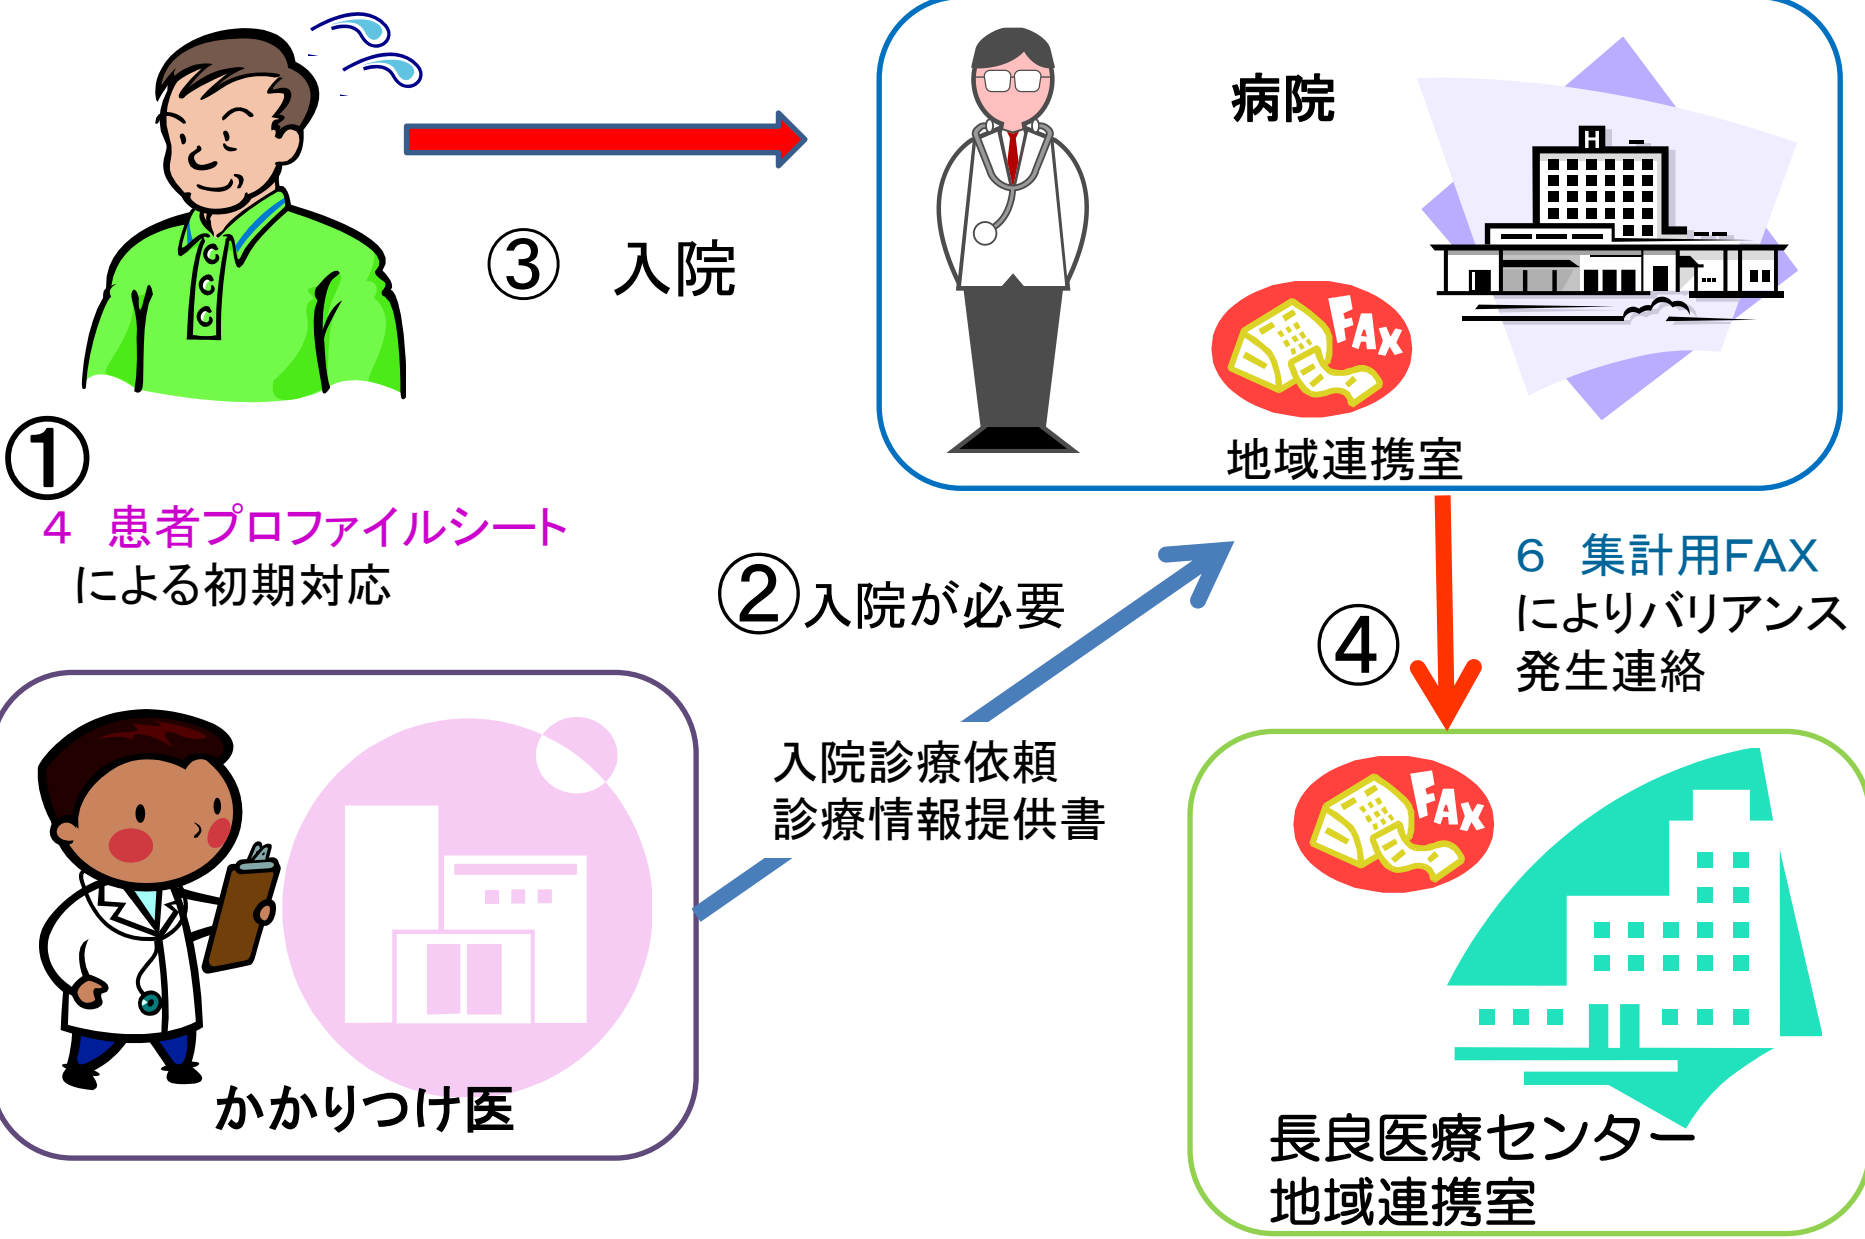 病院
③　入院
FAX
地域連携室
①
４　患者プロファイルシート
による初期対応
②入院が必要
６　集計用FAX
によりバリアンス
発生連絡
④
入院診療依頼
診療情報提供書
FAX
かかりつけ医
長良医療センター
地域連携室